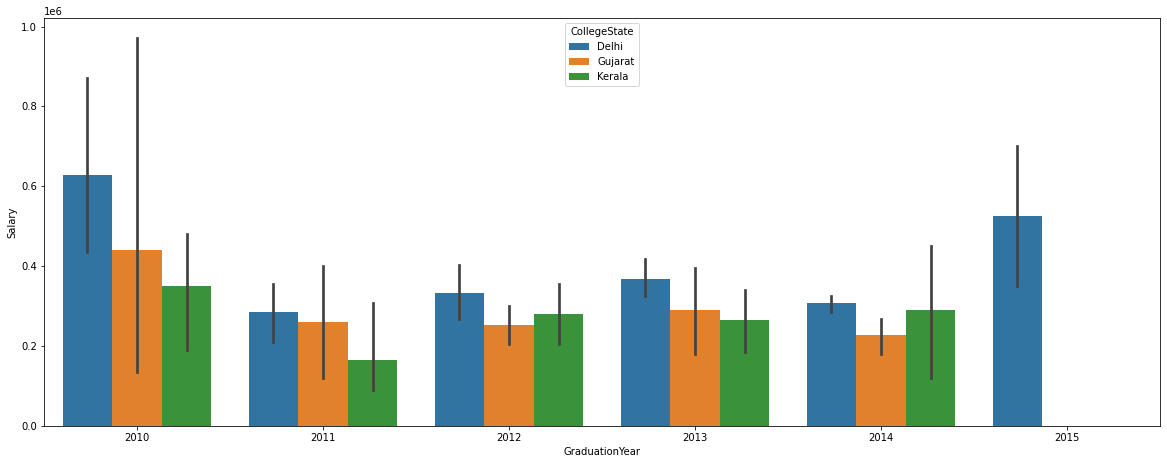 1e6
1.0
0.8
0.6
0.4
0.2
0.0
Salary
CollegeState
Delhi
Gujarat
Kerala
2010 2011 2012 2013 2014 2015
GraduationYear